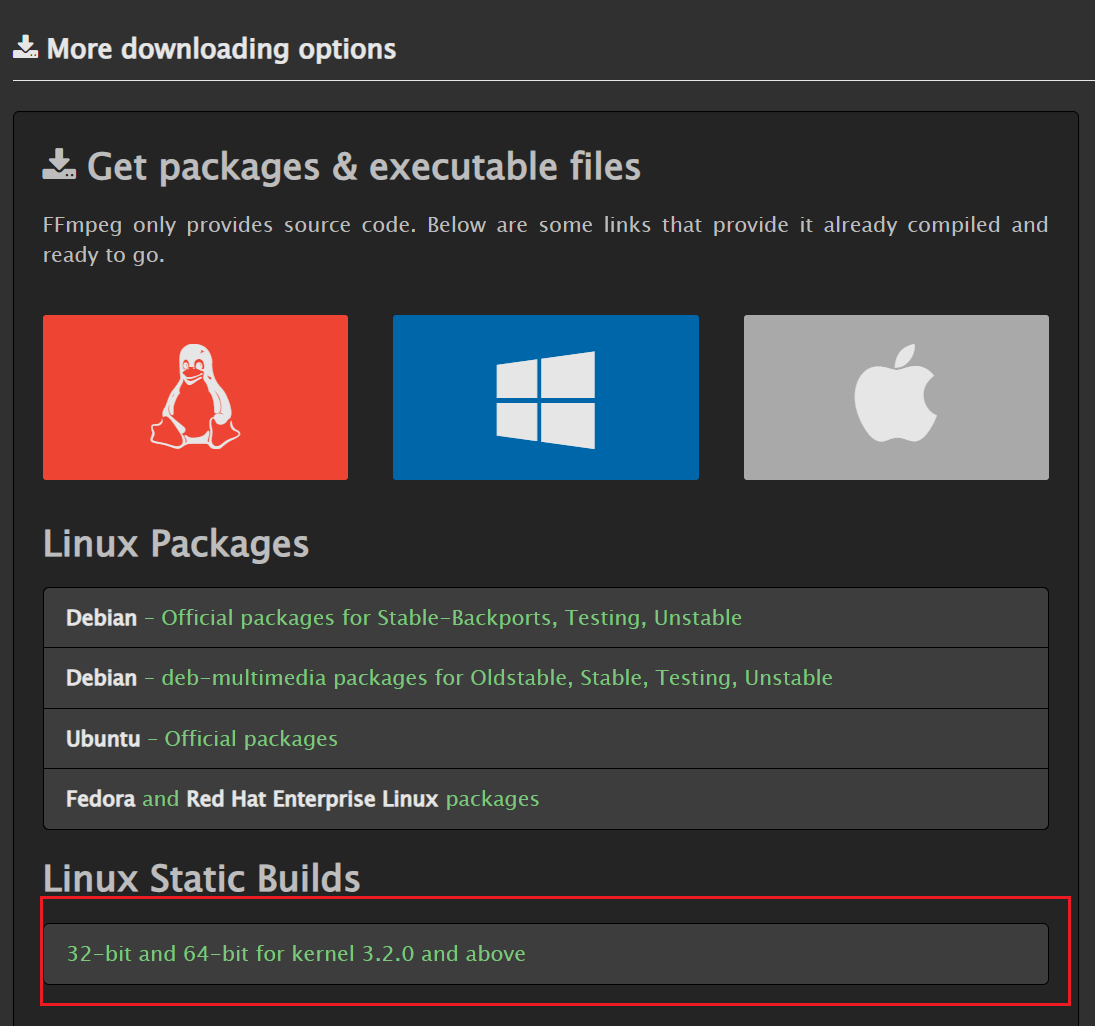 More downloading options
Get packages & executable files
FFmpeg only provides source code. Below are some links that provide it already compiled and
ready to go.
Linux Packages
Debian – Official packages for Stable-Backports, Testing, Unstable
Debian – deb-multimedia packages for Oldstable, Stable, Testing, Unstable
Ubuntu – Official packages
Fedora and Red Hat Enterprise Linux packages
Linux Static Builds
32-bit and 64-bit for kernel 3.2.0 and above